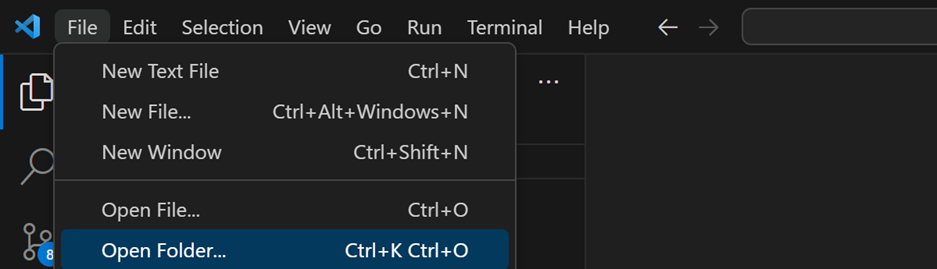 File Edit Selection View Go Run Terminal Help
New Text File Ctrl+N
New File... Ctrl+Alt+Windows+N
New Window Ctrl+Shift+N
Open File... Ctrl+O
Open Folder... Ctrl+K Ctrl+O
8